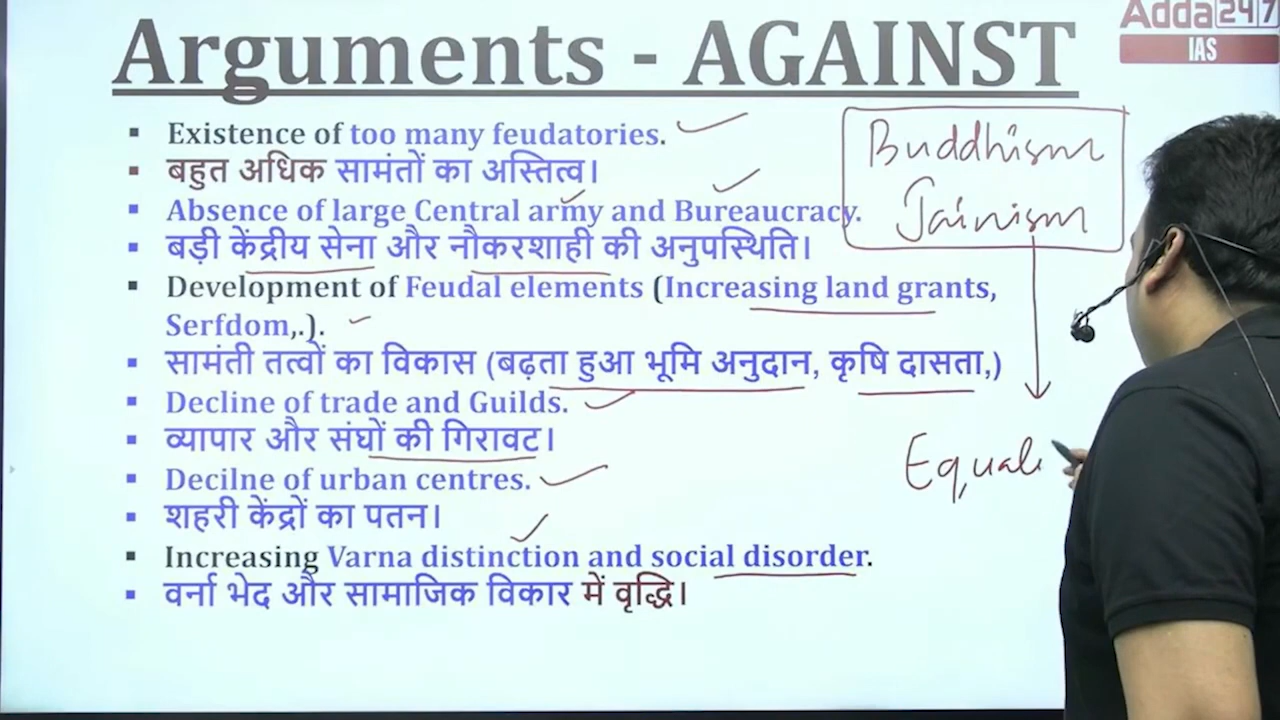 Adda247
IAS
Arguments - AGAINST
▪ Existence of too many feudatories.
▪ बहुत अधिक सामंतों का अस्तित्व।
▪ Absence of large Central army and Bureaucracy.
▪ बड़ी केंद्रीय सेना और नौकरशाही की अनुपस्थिति।
▪ Development of Feudal elements (Increasing land grants,
Serfdom,.).
▪ सामंती तत्वों का विकास (बढ़ता हुआ भूमि अनुदान, कृषि दासता,)
▪ Decline of trade and Guilds.
▪ व्यापार और संघों की गिरावट।
▪ Decilne of urban centres.
▪ शहरी केंद्रों का पतन।
▪ Increasing Varna distinction and social disorder.
▪ वर्ना भेद और सामाजिक विकार में वृद्धि।
Buddhism
Jainism
Equali